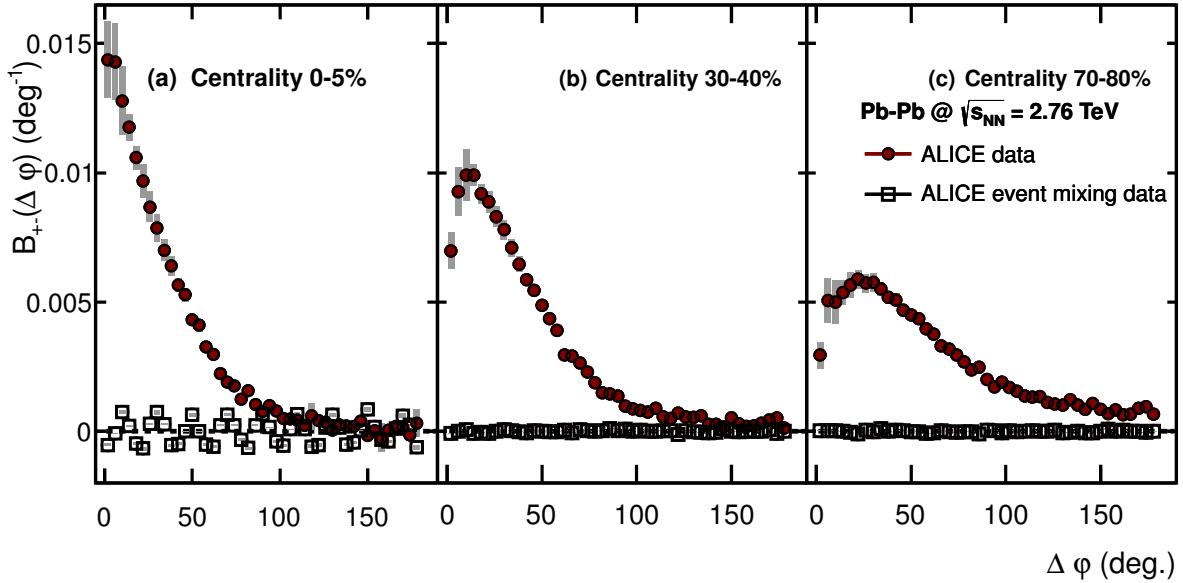 B+-(Δ φ) (deg-1)
0.015
0.01
0.005
0
(a) Centrality 0-5%
0 50 100 150
(b) Centrality 30-40%
0 50 100 150
(c) Centrality 70-80%
Pb-Pb @ √sNN = 2.76 TeV
ALICE data
ALICE event mixing data
0 50 100 150
Δ φ (deg.)